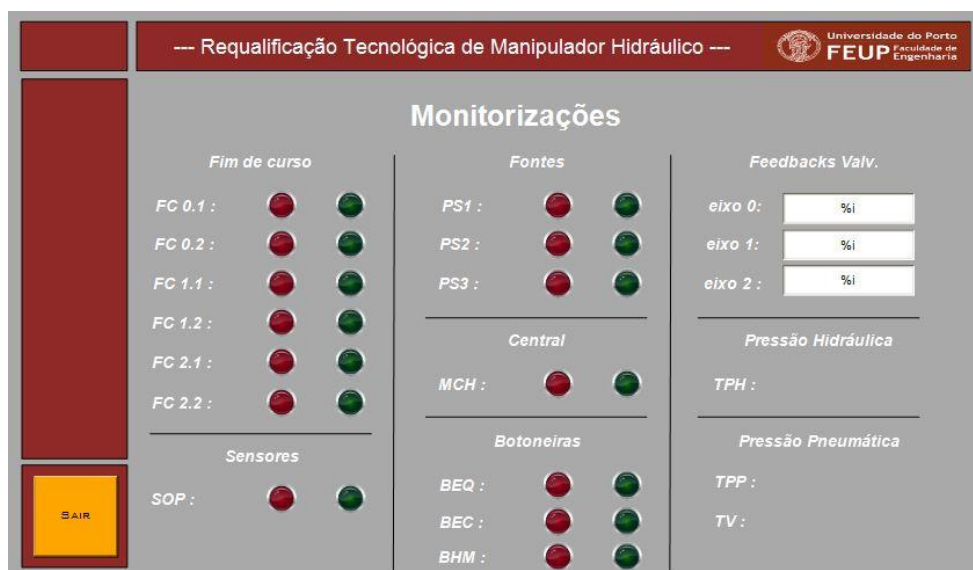 --- Requalificação Tecnológica de Manipulador Hidráulico ---
Universidade do Porto
FEUP Faculdade de Engenharia
Monitorizações
Fim de curso
FC 0.1 :
FC 0.2 :
FC 1.1 :
FC 1.2 :
FC 2.1 :
FC 2.2 :
Sensores
SOP :
Fontes
PS1 :
PS2 :
PS3 :
Central
MCH :
Botoneiras
BEQ :
BEC :
BHM :
Feedbacks Valv.
eixo 0: %i
eixo 1: %i
eixo 2 : %i
Pressão Hidráulica
TPH :
Pressão Pneumática
TPP :
TV :
SAIR